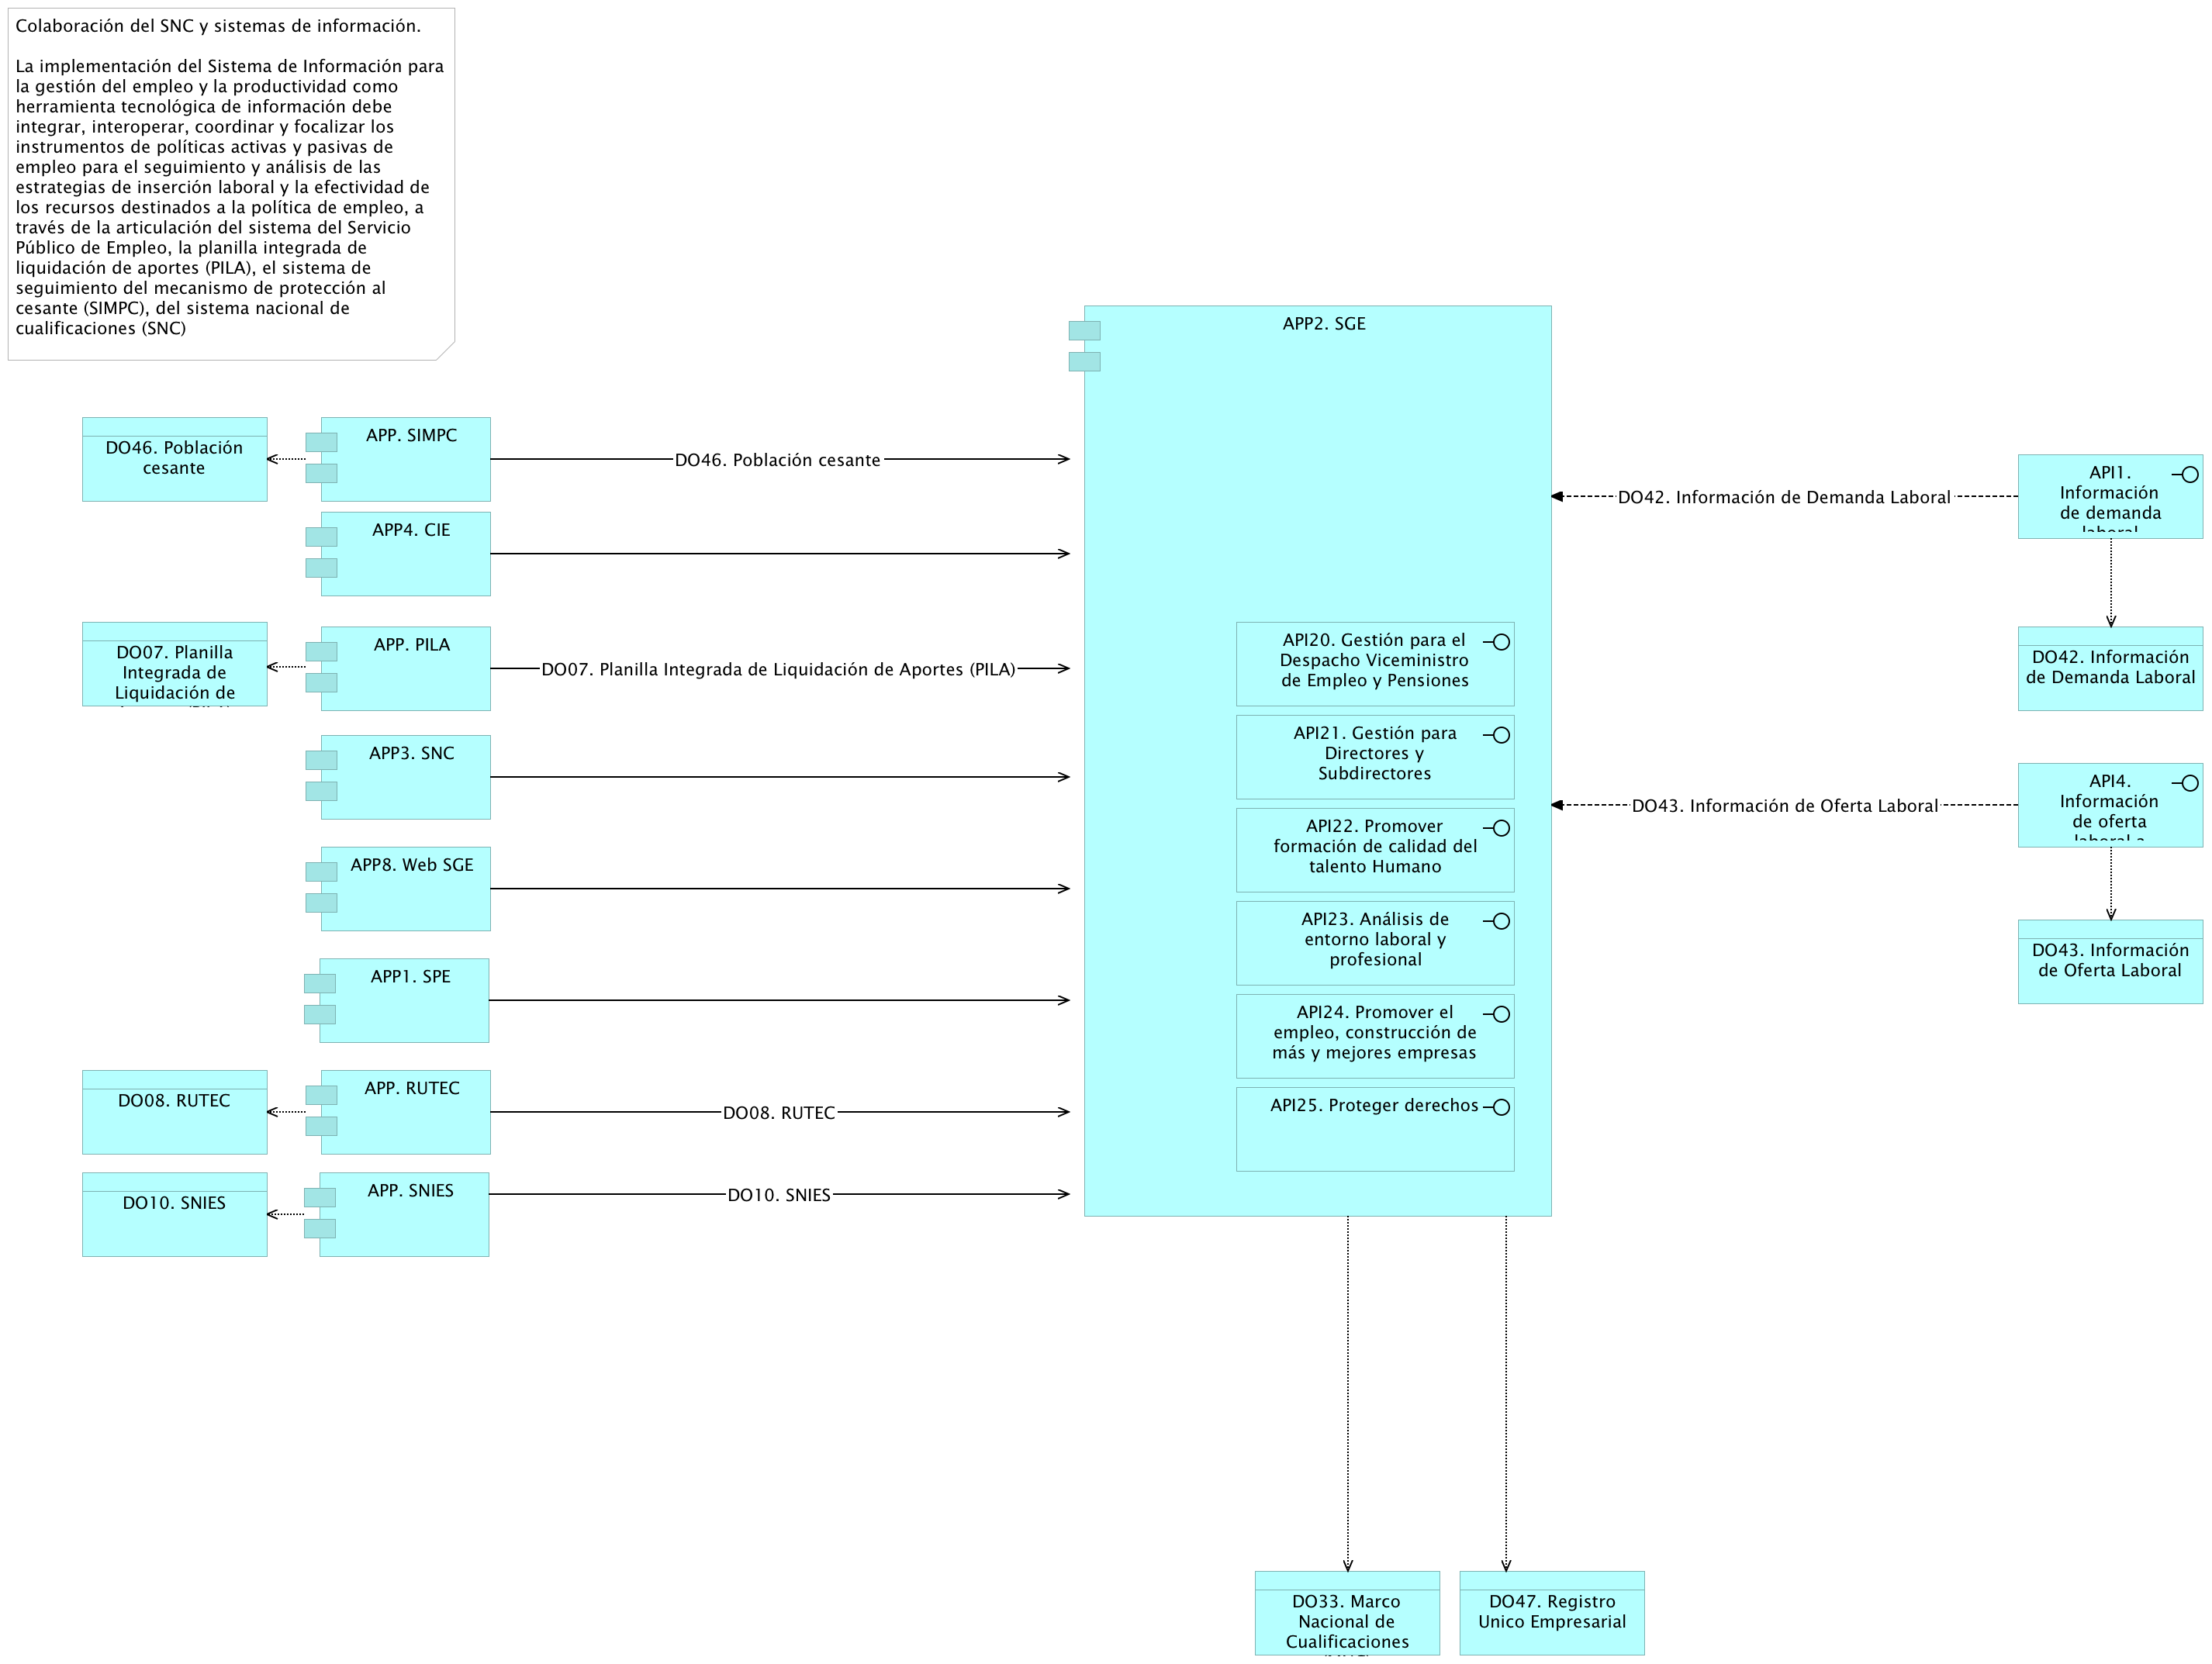 Colaboración del SNC y sistemas de información.
La implementación del Sistema de Información para
la gestión del empleo y la productividad como
herramienta tecnológica de información debe
integrar, interoperar, coordinar y focalizar los
instrumentos de políticas activas y pasivas de
empleo para el seguimiento y análisis de las
estrategias de inserción laboral y la efectividad de
los recursos destinados a la política de empleo, a
través de la articulación del sistema del Servicio
Público de Empleo, la planilla integrada de
liquidación de aportes (PILA), el sistema de
seguimiento del mecanismo de protección al
cesante (SIMPC), del sistema nacional de
cualificaciones (SNC)
APP2. SGE
DO46. Población
cesante
APP. SIMPC
DO46. Población cesante
APP4. CIE
DO07. Planilla
Integrada de
Liquidación de
APP. PILA
DO07. Planilla Integrada de Liquidación de Aportes (PILA)
APP3. SNC
APP8. Web SGE
APP1. SPE
DO08. RUTEC
APP. RUTEC
DO08. RUTEC
DO10. SNIES
APP. SNIES
DO10. SNIES
API20. Gestión para el
Despacho Viceministro
de Empleo y Pensiones
API21. Gestión para
Directores y
Subdirectores
API22. Promover
formación de calidad del
talento Humano
API23. Análisis de
entorno laboral y
profesional
API24. Promover el
empleo, construcción de
más y mejores empresas
API25. Proteger derechos
DO42. Información de Demanda Laboral
API1.
Información
de demanda
laboral
DO42. Información
de Demanda Laboral
DO43. Información de Oferta Laboral
API4.
Información
de oferta
laboral a
DO43. Información
de Oferta Laboral
DO33. Marco
Nacional de
Cualificaciones
DO47. Registro
Unico Empresarial